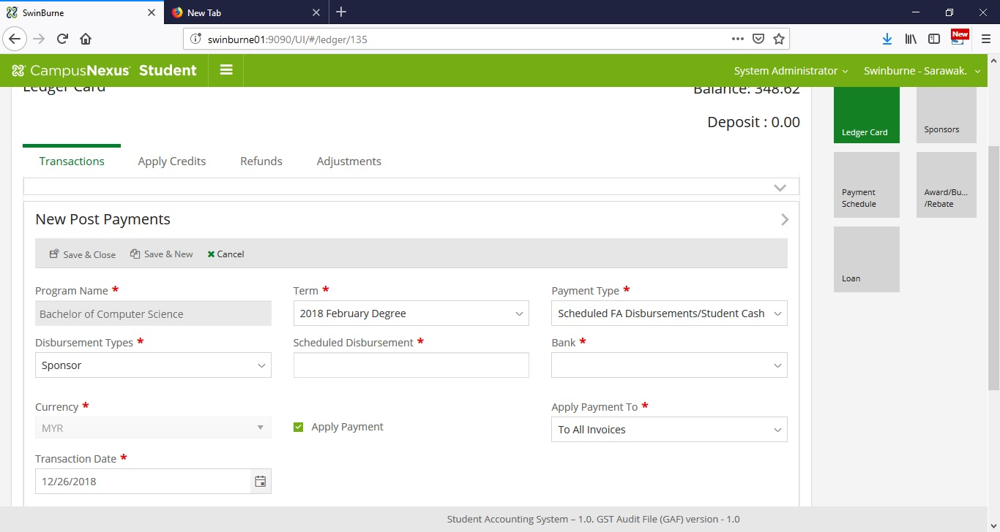 SwinBurne
New Tab
swinburne01:9090/UI/#/ledger/135
New
CampusNexus Student
System Administrator
Swinburne - Sarawak.
Ledger Card
Balance: 348.62
Deposit : 0.00
Transactions
Apply Credits
Refunds
Adjustments
New Post Payments
Save & Close
Save & New
Cancel
Program Name *
Term *
Payment Type *
Bachelor of Computer Science
2018 February Degree
Scheduled FA Disbursements/Student Cash
Disbursement Types *
Scheduled Disbursement *
Bank *
Sponsor
Currency *
Apply Payment To *
MYR
Apply Payment
To All Invoices
Transaction Date *
12/26/2018
Ledger Card
Sponsors
Payment
Schedule
Award/Bu...
/Rebate
Loan
Student Accounting System – 1.0. GST Audit File (GAF) version - 1.0